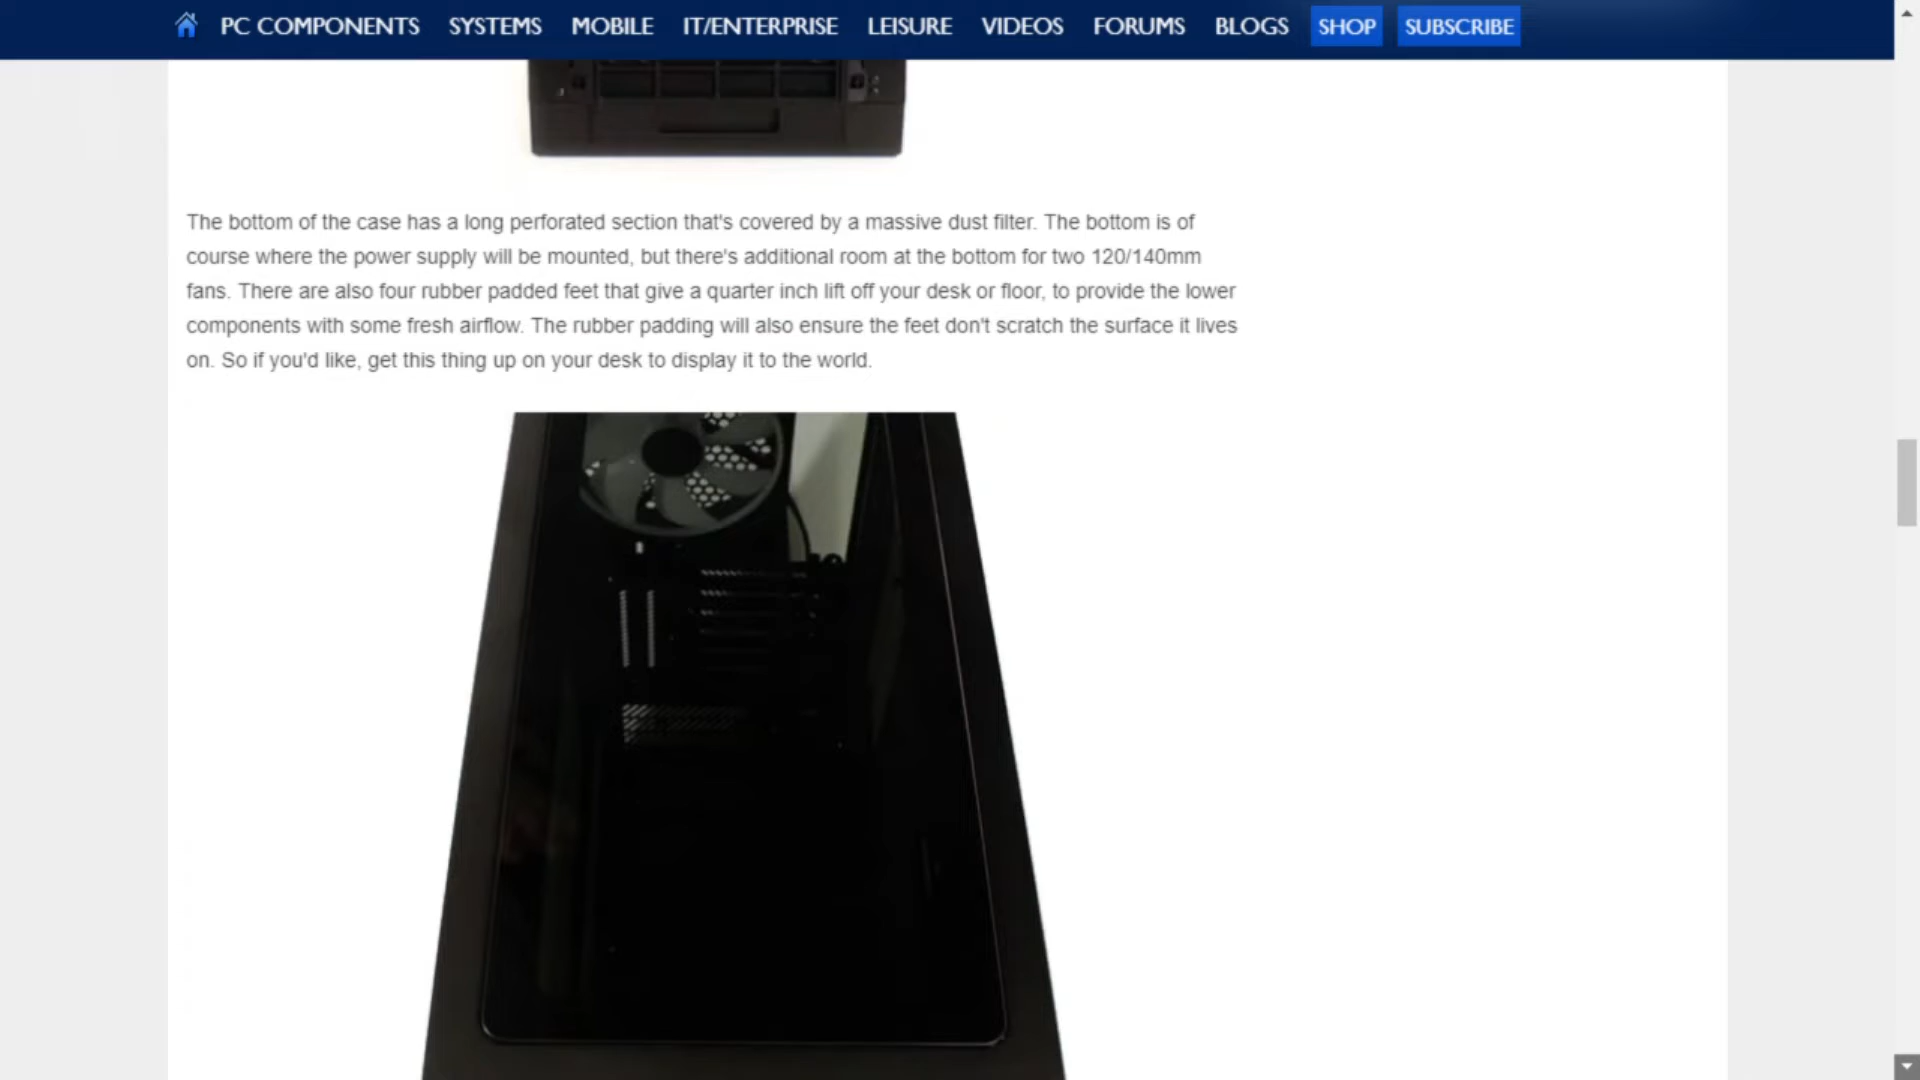 PC COMPONENTS SYSTEMS MOBILE IT/ENTERPRISE LEISURE VIDEOS FORUMS BLOGS SHOP SUBSCRIBE
The bottom of the case has a long perforated section that's covered by a massive dust filter. The bottom is of
course where the power supply will be mounted, but there's additional room at the bottom for two 120/140mm
fans. There are also four rubber padded feet that give a quarter inch lift off your desk or floor, to provide the lower
components with some fresh airflow. The rubber padding will also ensure the feet don't scratch the surface it lives
on. So if you'd like, get this thing up on your desk to display it to the world.